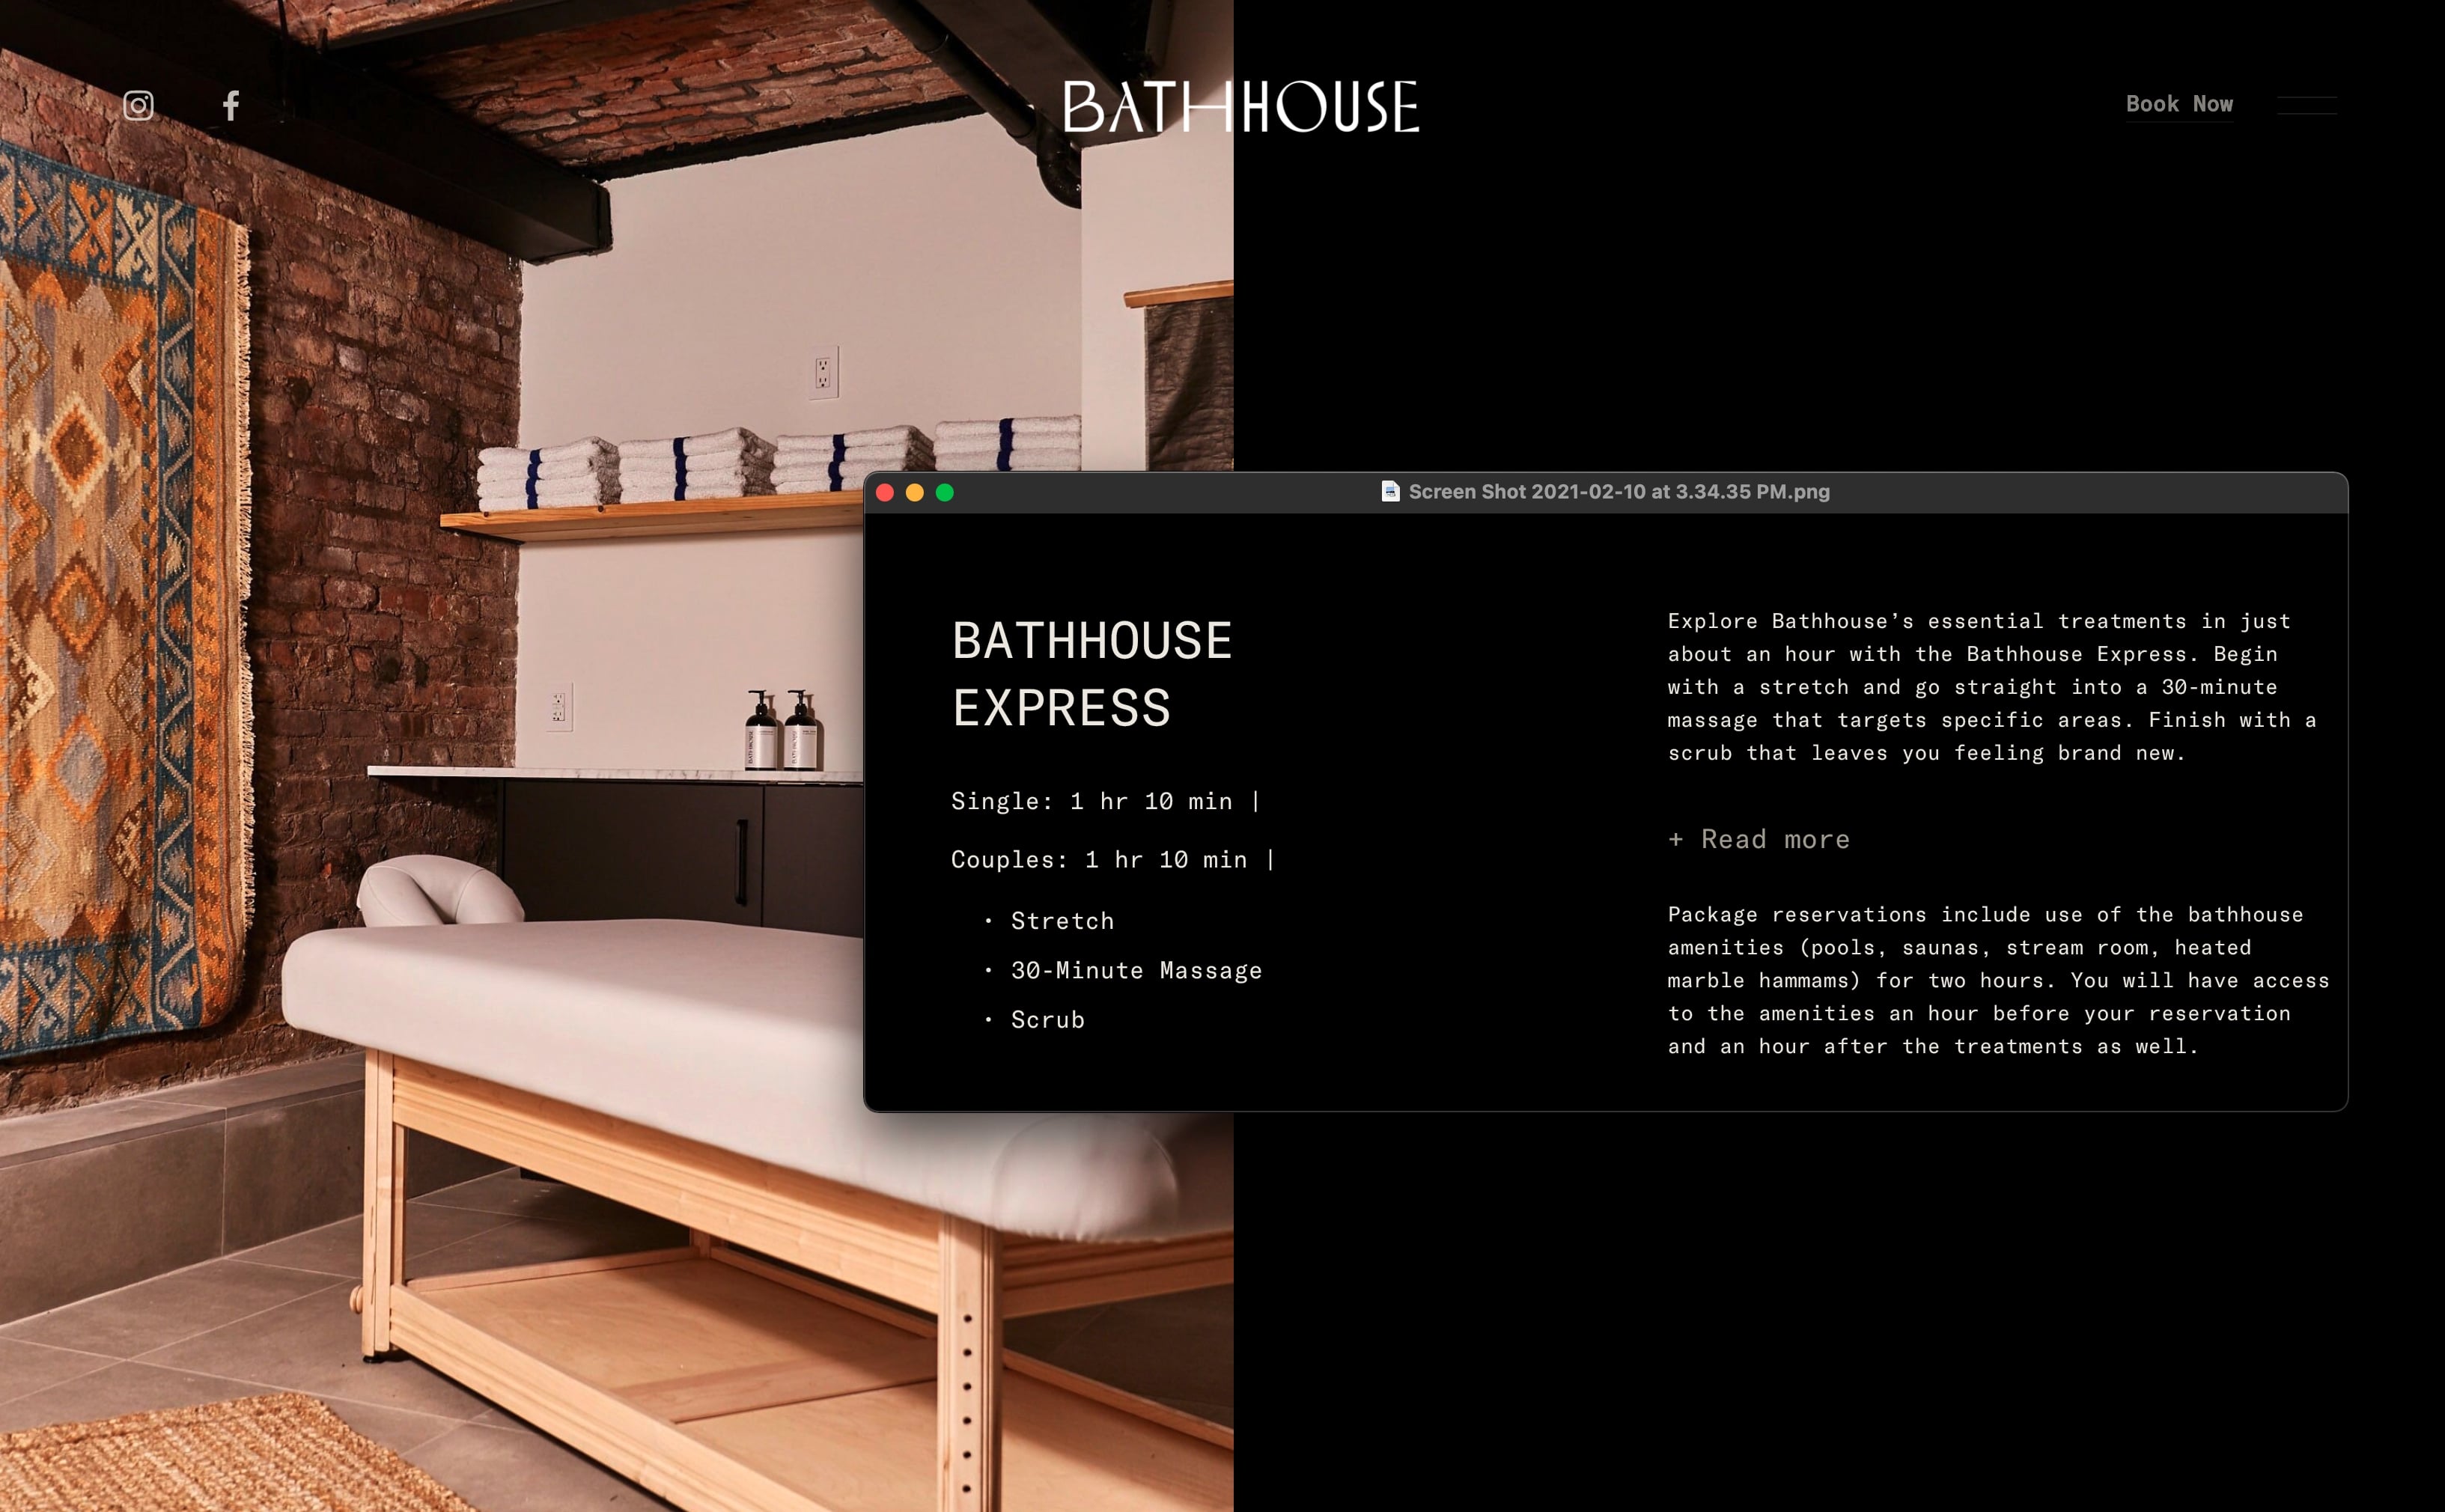 BATHHOUSE
Book Now
Screen Shot 2021-02-10 at 3.34.35 PM.png
BATHHOUSE
EXPRESS
Single: 1 hr 10 min |
Couples: 1 hr 10 min |
• Stretch
• 30-Minute Massage
• Scrub
Explore Bathhouse’s essential treatments in just
about an hour with the Bathhouse Express. Begin
with a stretch and go straight into a 30-minute
massage that targets specific areas. Finish with a
scrub that leaves you feeling brand new.
+ Read more
Package reservations include use of the bathhouse
amenities (pools, saunas, stream room, heated
marble hammams) for two hours. You will have access
to the amenities an hour before your reservation
and an hour after the treatments as well.
BATHHOUSE
BATHHOUSE